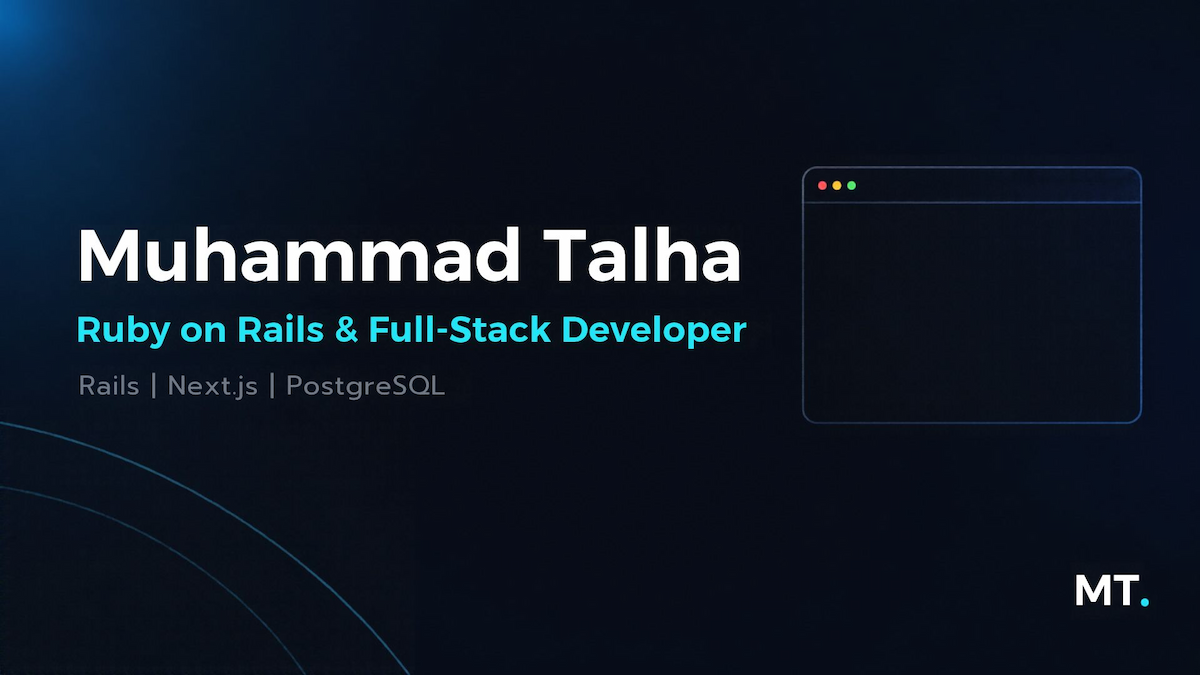 Muhammad Talha
Ruby on Rails & Full-Stack Developer
Rails | Next.js | PostgreSQL
MT.